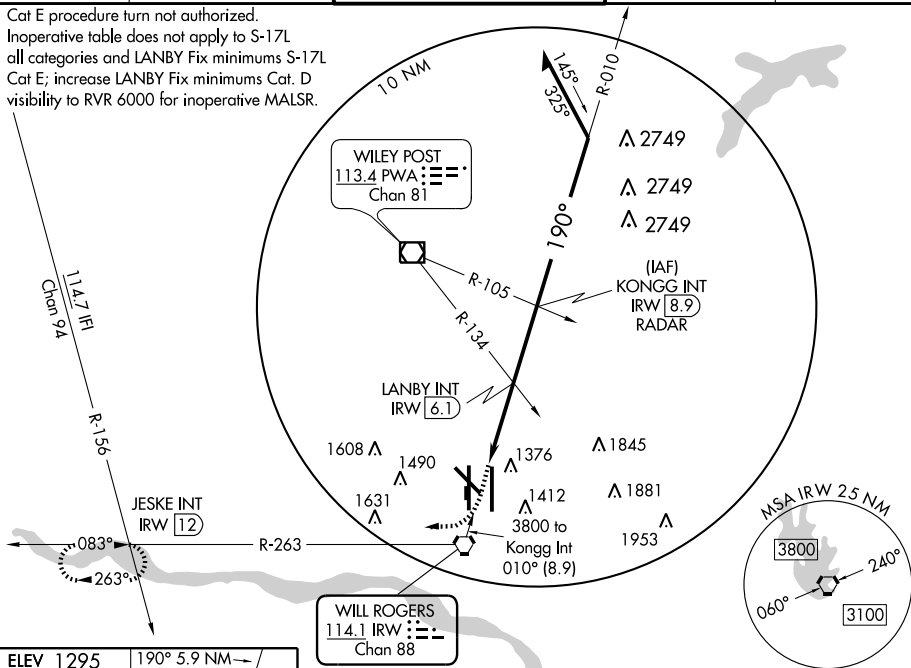 Cat E procedure turn not authorized.
Inoperative table does not apply to S-17L
all categories and LANBY Fix minimums S-17L
Cat E; increase LANBY Fix minimums Cat. D
visibility to RVR 6000 for inoperative MALSR.
10 NM
145°
325°
R-010
2749
2749
2749
WILEY POST
113.4 PWA
Chan 81
190°
R-105
R-134
(IAF)
KONGG INT
IRW 8.9
RADAR
114.7 IFI
Chan 94
LANBY INT
IRW 6.1
R-156
1608
1490
1631
1376
1412
1845
1881
1953
JESKE INT
IRW 12
083°
263°
R-263
3800 to
Kongg Int
010° (8.9)
MSA IRW 25 NM
3800
240°
060°
3100
WILL ROGERS
114.1 IRW
Chan 88
ELEV 1295
190° 5.9 NM